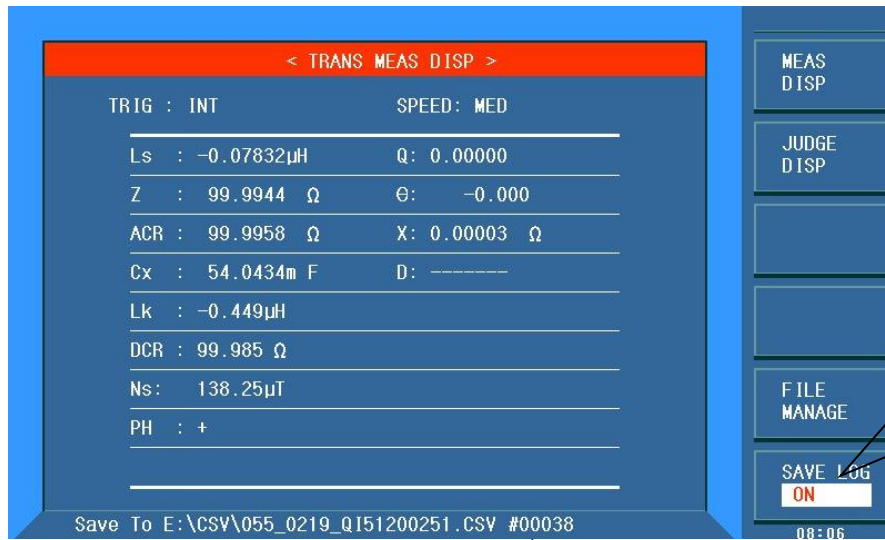 < TRANS MEAS DISP >
TRIG : INT SPEED: MED
Ls : -0.07832μH Q: 0.00000
Z : 99.9944 Ω Θ: -0.000
ACR : 99.9958 Ω X: 0.00003 Ω
Cx : 54.0434m F D: -------
Lk : -0.449μH
DCR : 99.985 Ω
Ns: 138.25μT
PH : +
Save To E:\CSV\055_0219_QI51200251.CSV #00038
MEAS
DISP
JUDGE
DISP
FILE
MANAGE
SAVE LOG
ON
08:06